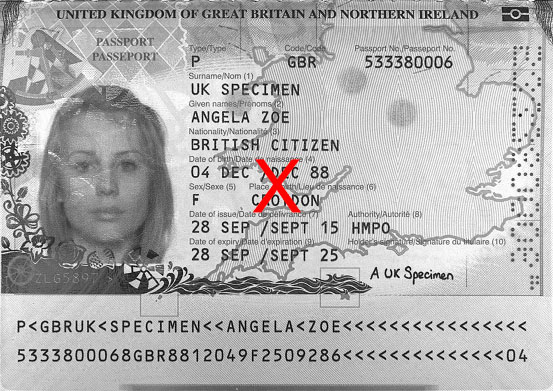 UNITED KINGDOM OF GREAT BRITAIN AND NORTHERN IRELAND
PASSPORT
PASSEPORT
Type/Type Code/Code Passport No./Passeport No.
P GBR 533380006
Surname/Nom (1)
UK SPECIMEN
Given names/Prénoms (2)
ANGELA ZOE
Nationality/Nationalité (3)
BRITISH CITIZEN
Date of birth/Date de naissance (4)
04 DEC /DEC 88
Sex/Sexe (5) Place of birth/Lieu de naissance (6)
F CROYDON
Date of issue/Date de délivrance (7) Authority/Autorité (8)
28 SEP /SEPT 15 HMPO
Date of expiry/Date d'expiration (9) Holder's signature/Signature du titulaire (10)
28 SEP /SEPT 25
A UK Specimen
P<GBRUK<SPECIMEN<<ANGELA<ZOE<<<<<<<<<<<<<<<<
5333800068GBR8812049F2509286<<<<<<<<<<<<<<04